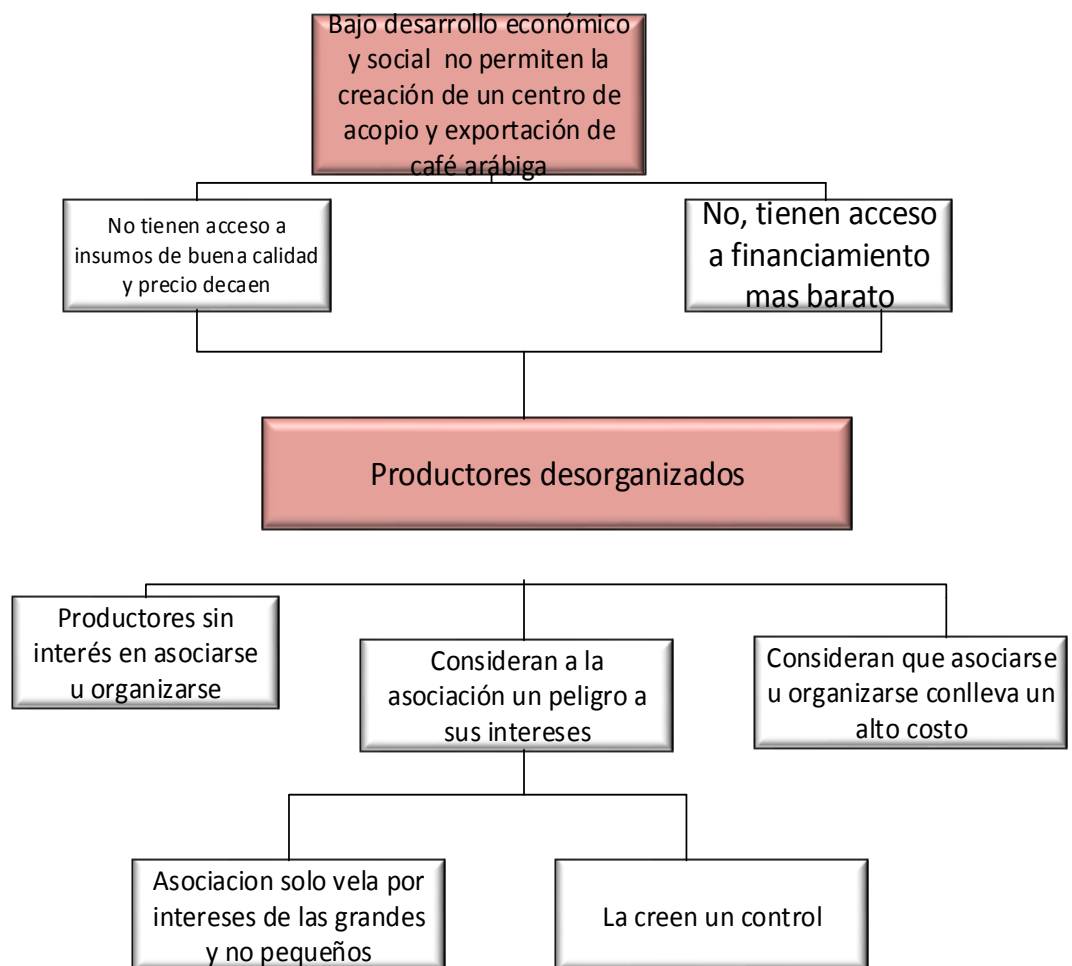 Bajo desarrollo económico
y social no permiten la
creación de un centro de
acopio y exportación de
café arábiga
No tienen acceso a
insumos de buena calidad
y precio decaen
No, tienen acceso
a financiamiento
mas barato
Productores desorganizados
Productores sin
interés en asociarse
u organizarse
Consideran a la
asociación un peligro a
sus intereses
Consideran que asociarse
u organizarse conlleva un
alto costo
Asociacion solo vela por
intereses de las grandes
y no pequeños
La creen un control